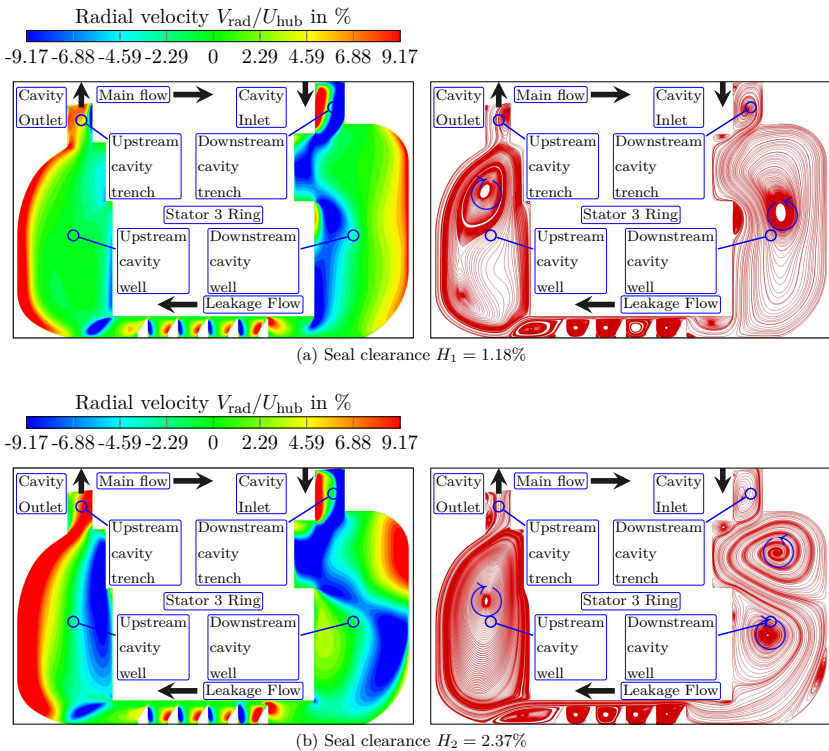 Radial velocity V_rad/U_hub in %
-9.17 -6.88 -4.59 -2.29 0 2.29 4.59 6.88 9.17
Cavity
Outlet
Main flow
Cavity
Inlet
Upstream
cavity
trench
Downstream
cavity
trench
Stator 3 Ring
Upstream
cavity
well
Downstream
cavity
well
Leakage Flow
Cavity
Outlet
Main flow
Cavity
Inlet
Upstream
cavity
trench
Downstream
cavity
trench
Stator 3 Ring
Upstream
cavity
well
Downstream
cavity
well
Leakage Flow
(a) Seal clearance H₁ = 1.18%
Radial velocity V_rad/U_hub in %
-9.17 -6.88 -4.59 -2.29 0 2.29 4.59 6.88 9.17
Cavity
Outlet
Main flow
Cavity
Inlet
Upstream
cavity
trench
Downstream
cavity
trench
Stator 3 Ring
Upstream
cavity
well
Downstream
cavity
well
Leakage Flow
Cavity
Outlet
Main flow
Cavity
Inlet
Upstream
cavity
trench
Downstream
cavity
trench
Stator 3 Ring
Upstream
cavity
well
Downstream
cavity
well
Leakage Flow
(b) Seal clearance H₂ = 2.37%